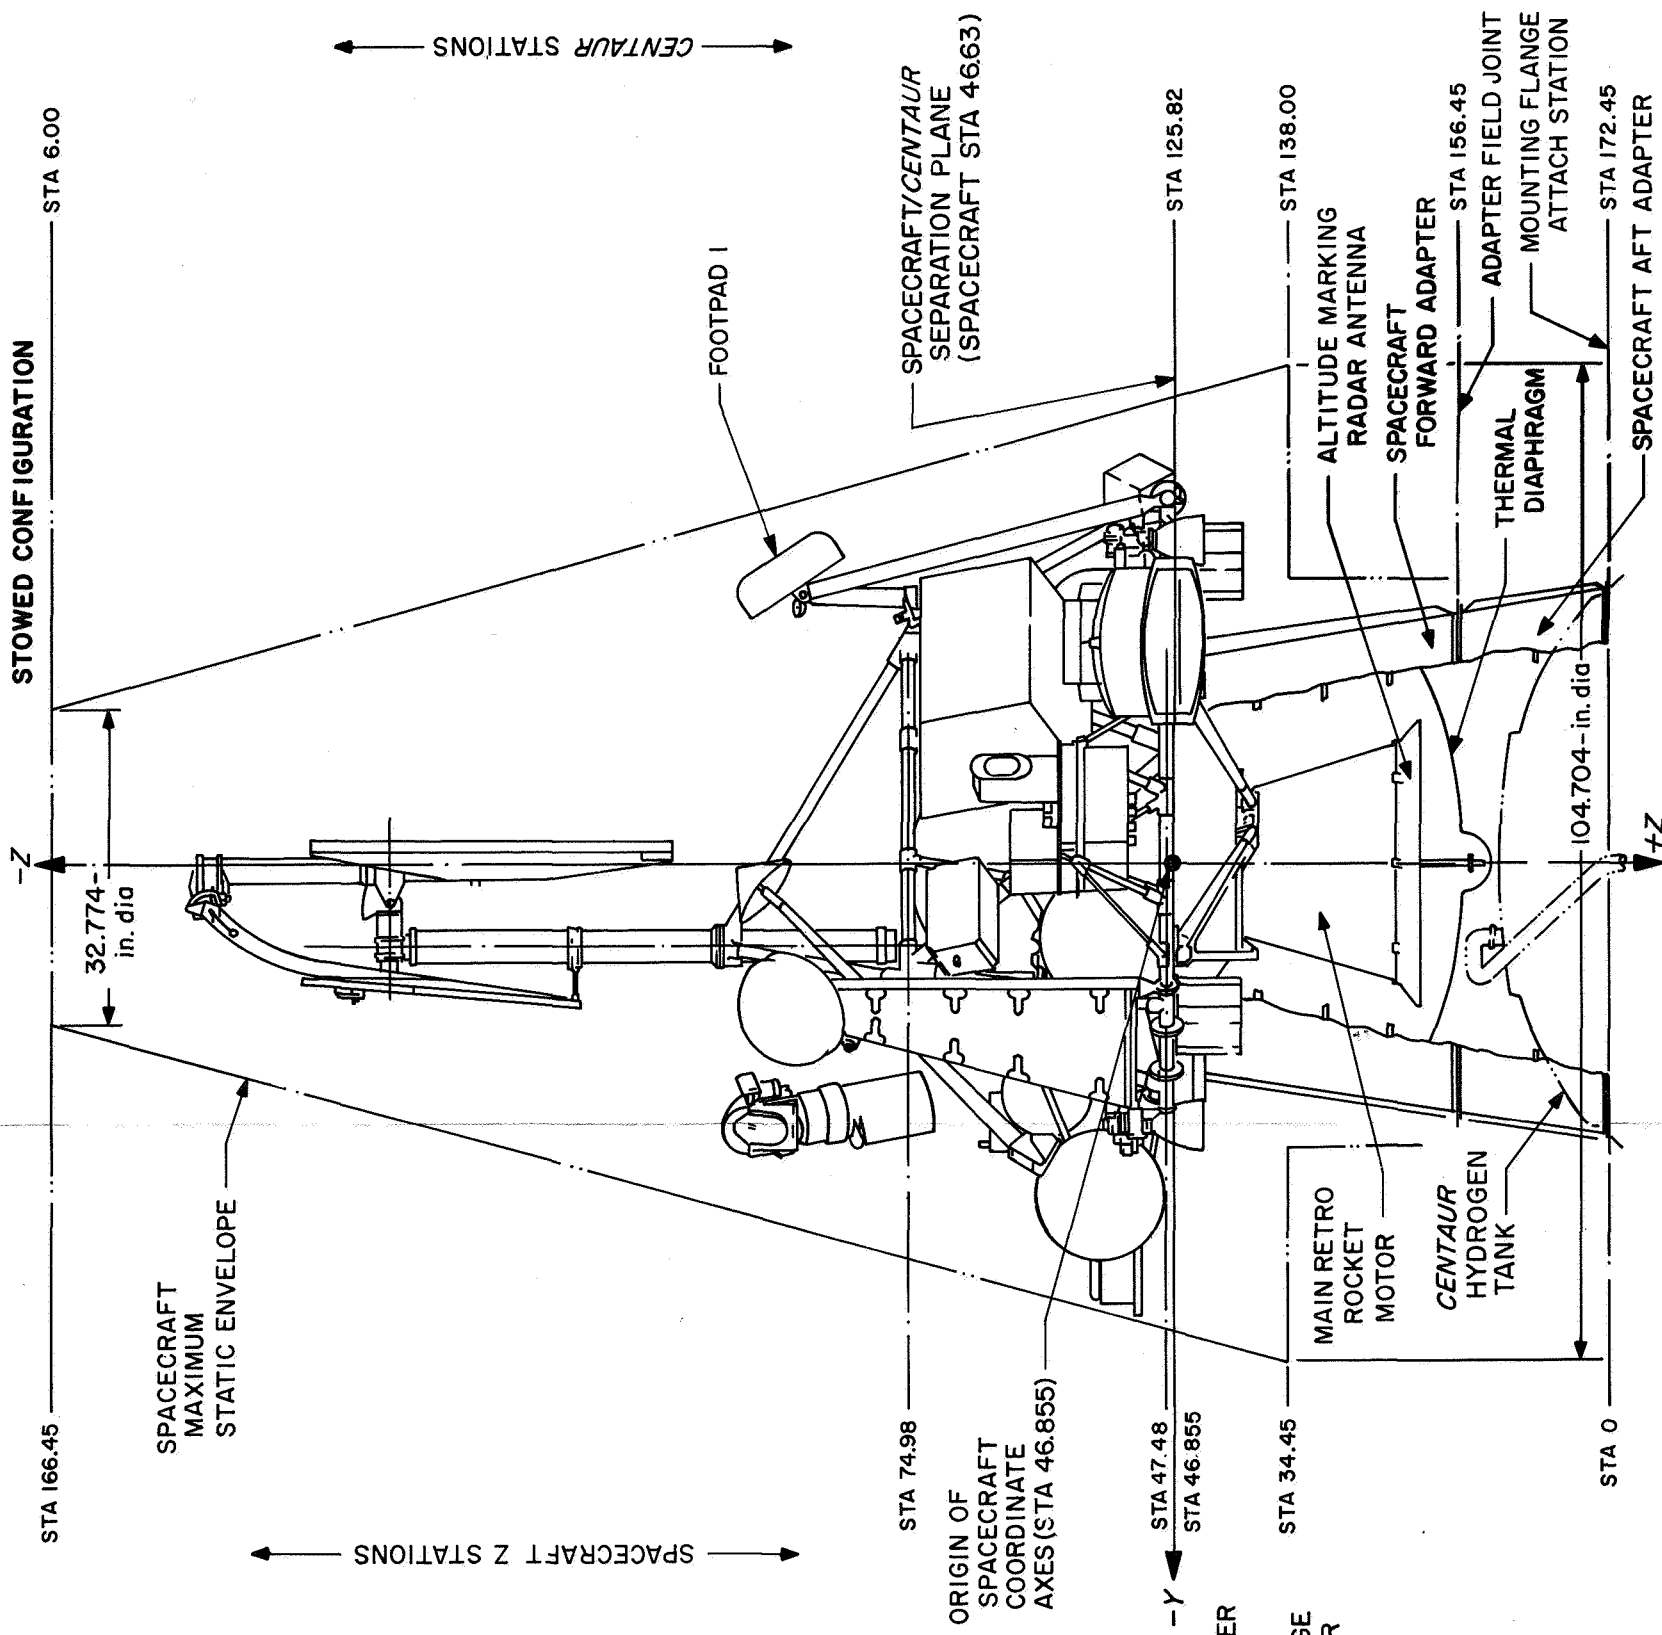 STOWED CONFIGURATION
STA 166.45
STA 6.00
-Z
32.774-
in. dia
CENTAUR STATIONS
SPACECRAFT Z STATIONS
SPACECRAFT
MAXIMUM
STATIC ENVELOPE
FOOTPAD 1
SPACECRAFT/CENTAUR
SEPARATION PLANE
(SPACECRAFT STA 46.63)
STA 74.98
ORIGIN OF
SPACECRAFT
COORDINATE
AXES (STA 46.855)
STA 47.48
STA 46.855
-Y
STA 125.82
STA 34.45
STA 138.00
MAIN RETRO
ROCKET
MOTOR
CENTAUR
HYDROGEN
TANK
ALTITUDE MARKING
RADAR ANTENNA
SPACECRAFT
FORWARD ADAPTER
STA 156.45
ADAPTER FIELD JOINT
THERMAL
DIAPHRAGM
MOUNTING FLANGE
ATTACH STATION
104.704-in. dia
STA 0
STA 172.45
SPACECRAFT AFT ADAPTER
+Z
ER
GE
R